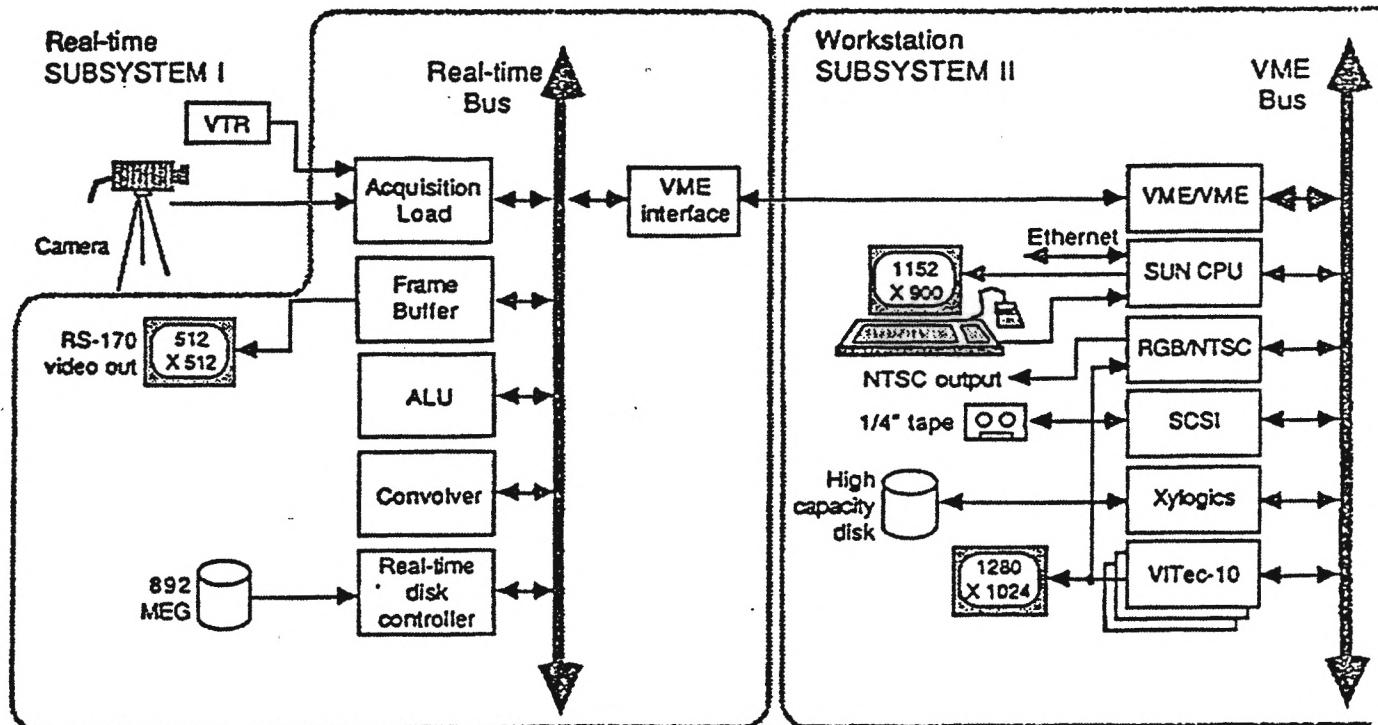 Real-time
SUBSYSTEM I
VTR
Camera
Real-time
Bus
Acquisition
Load
VME
interface
Frame
Buffer
RS-170
video out
512
X 512
ALU
Convolver
892
MEG
Real-time
disk
controller
Workstation
SUBSYSTEM II
VME
Bus
VME/VME
Ethernet
1152
X 900
SUN CPU
RGB/NTSC
NTSC output
1/4" tape
SCSI
High
capacity
disk
Xylogics
1280
X 1024
VITec-10